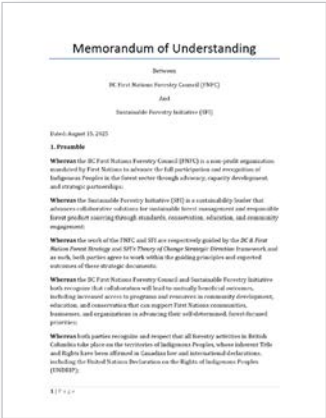 Memorandum of Understanding
Between
BC First Nations Forestry Council (FNFC)
And
Sustainable Forestry Initiative (SFI)
Dated: August 15, 2025
1. Preamble
Whereas the BC First Nations Forestry Council (FNFC) is a non-profit organization
mandated by First Nations to advance the full participation and recognition of
Indigenous Peoples in the forest sector through advocacy, capacity development,
and strategic partnerships;
Whereas the Sustainable Forestry Initiative (SFI) is a sustainability leader that
advances collaborative solutions for sustainable forest management and responsible
forest product sourcing through standards, conservation, education, and community
engagement;
Whereas the work of the FNFC and SFI are respectively guided by the BC First
Nation Forest Strategy and SFI's Theory of Change Strategic Direction framework, and
as such, both parties agree to work within the guiding principles and expected
outcomes of these strategic documents;
Whereas the BC First Nations Forestry Council and Sustainable Forestry Initiative
both recognize that collaboration will lead to mutually beneficial outcomes,
including increased access to programs and resources in community development,
education, and conservation that can support First Nations communities,
businesses, and organizations in advancing their self-determined, forest-focused
priorities;
Whereas both parties recognize and respect that all forestry activities in British
Columbia take place on the territories of Indigenous Peoples, whose inherent Title
and Rights have been affirmed in Canadian law and international declarations,
including the United Nations Declaration on the Rights of Indigenous Peoples
(UNDRIP);
1 | Page